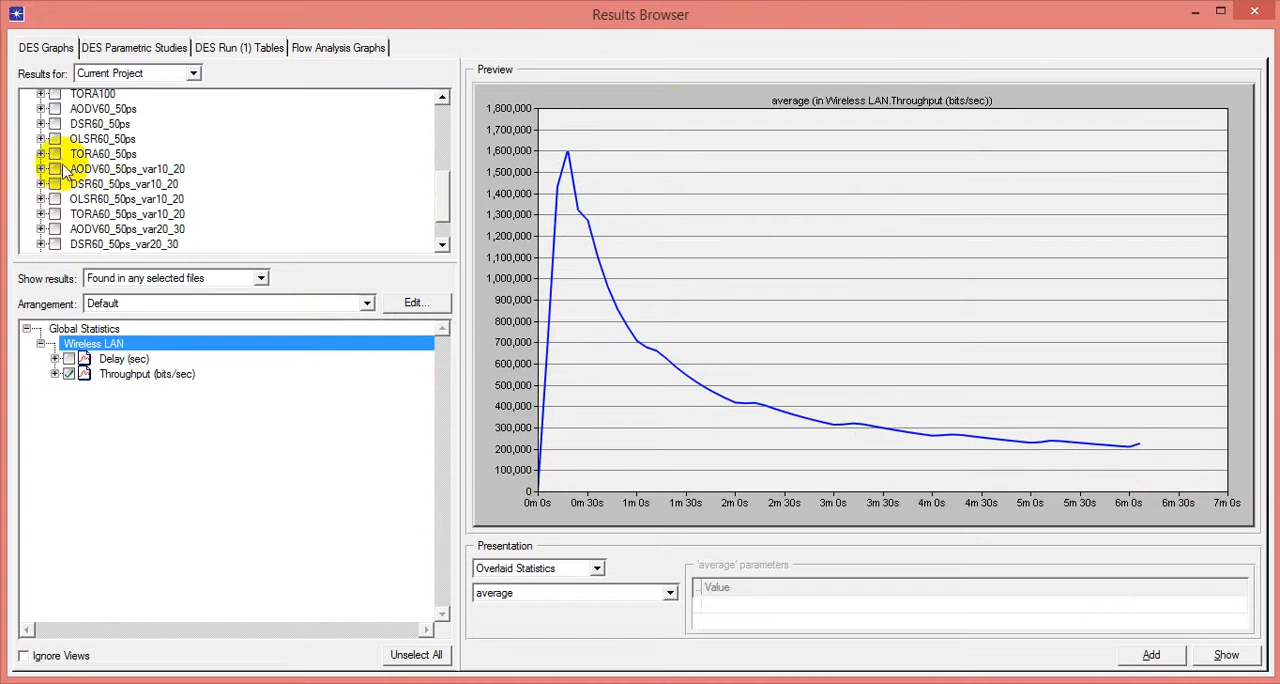 Results Browser
DES Graphs DES Parametric Studies DES Run (1) Tables Flow Analysis Graphs
Results for: Current Project
TORA100
AODV60_50ps
DSR60_50ps
OLSR60_50ps
TORA60_50ps
AODV60_50ps_var10_20
DSR60_50ps_var10_20
OLSR60_50ps_var10_20
TORA60_50ps_var10_20
AODV60_50ps_var20_30
DSR60_50ps_var20_30
Show results: Found in any selected files
Arrangement: Default Edit...
Global Statistics
Wireless LAN
Delay (sec)
Throughput (bits/sec)
Ignore Views Unselect All
Preview
average (in Wireless LAN.Throughput (bits/sec))
1,800,000
1,700,000
1,600,000
1,500,000
1,400,000
1,300,000
1,200,000
1,100,000
1,000,000
900,000
800,000
700,000
600,000
500,000
400,000
300,000
200,000
100,000
0
0m 0s 0m 30s 1m 0s 1m 30s 2m 0s 2m 30s 3m 0s 3m 30s 4m 0s 4m 30s 5m 0s 5m 30s 6m 0s 6m 30s 7m 0s
Presentation
Overlaid Statistics
average
'average' parameters
.. Value
Add Show